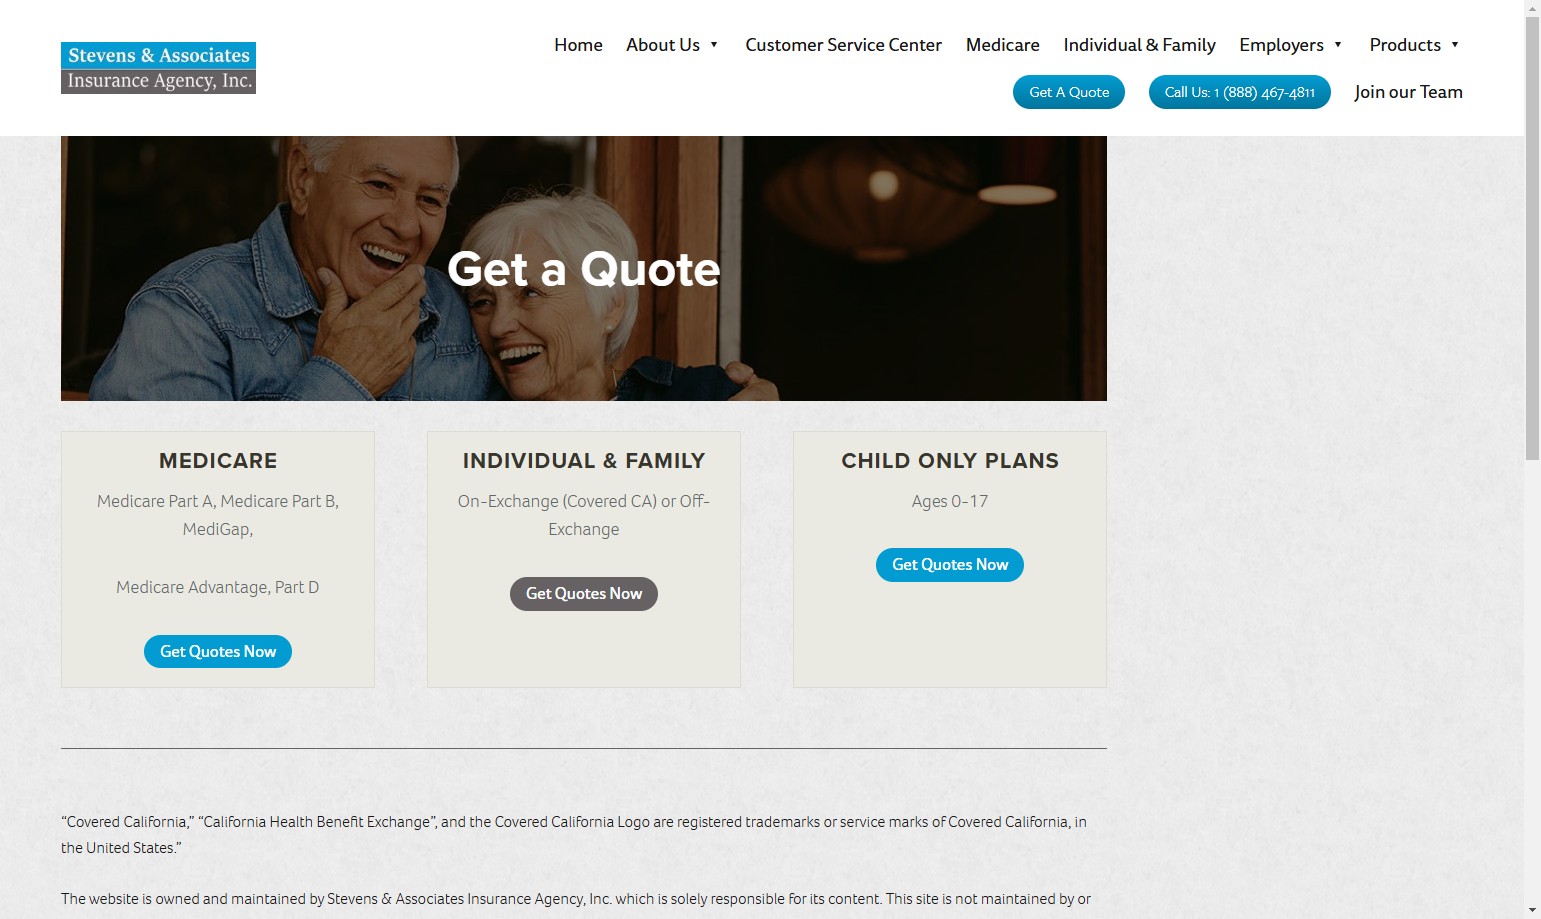 Stevens & Associates
Insurance Agency, Inc.
Home
About Us
Customer Service Center
Medicare
Individual & Family
Employers
Products
Get A Quote
Call Us: 1 (888) 467-4811
Join our Team
Get a Quote
MEDICARE
Medicare Part A, Medicare Part B,
MediGap,
Medicare Advantage, Part D
Get Quotes Now
INDIVIDUAL & FAMILY
On-Exchange (Covered CA) or Off-
Exchange
Get Quotes Now
CHILD ONLY PLANS
Ages 0-17
Get Quotes Now
“Covered California,” “California Health Benefit Exchange”, and the Covered California Logo are registered trademarks or service marks of Covered California, in
the United States.”
The website is owned and maintained by Stevens & Associates Insurance Agency, Inc. which is solely responsible for its content. This site is not maintained by or